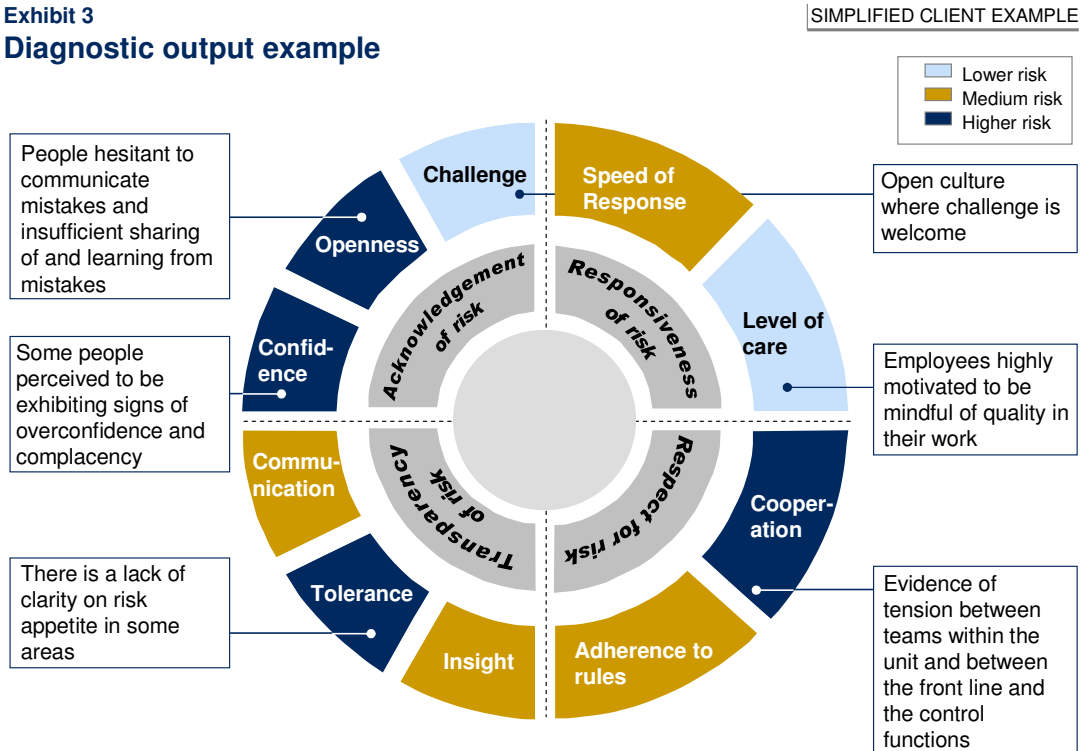 Exhibit 3
SIMPLIFIED CLIENT EXAMPLE
Diagnostic output example
Lower risk
Medium risk
Higher risk
People hesitant to
communicate
mistakes and
insufficient sharing
of and learning from
mistakes
Some people
perceived to be
exhibiting signs of
overconfidence and
complacency
There is a lack of
clarity on risk
appetite in some
areas
Challenge
Openness
Confid-
ence
Commu-
nication
Tolerance
Insight
Speed of
Response
Level of
care
Cooper-
ation
Adherence to
rules
Acknowledgement
of risk
Responsiveness
of risk
Transparency
of risk
Respect for risk
Open culture
where challenge is
welcome
Employees highly
motivated to be
mindful of quality in
their work
Evidence of
tension between
teams within the
unit and between
the front line and
the control
functions